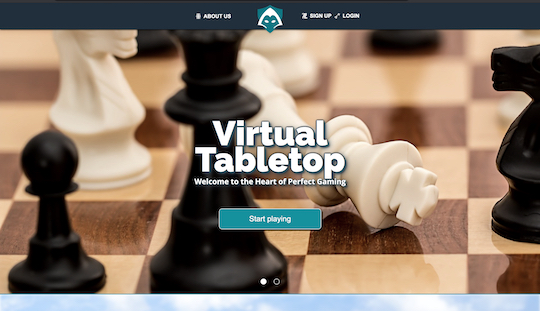 ABOUT US
SIGN UP
LOGIN
Virtual
Tabletop
Welcome to the Heart of Perfect Gaming
Start playing